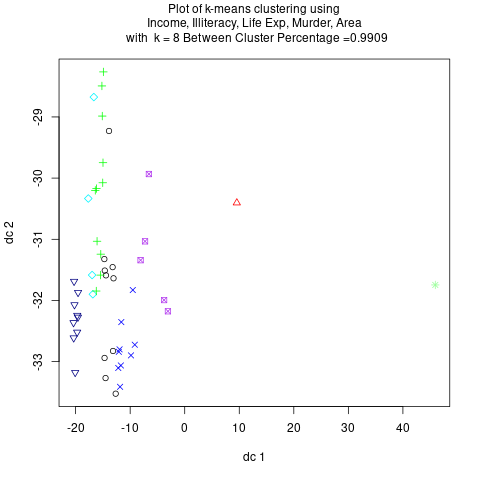 Plot of k-means clustering using
Income, Illiteracy, Life Exp, Murder, Area
with  k = 8 Between Cluster Percentage =0.9909
-29
-30
-31
-32
-33
dc 2
-20
-10
0
10
20
30
40
dc 1